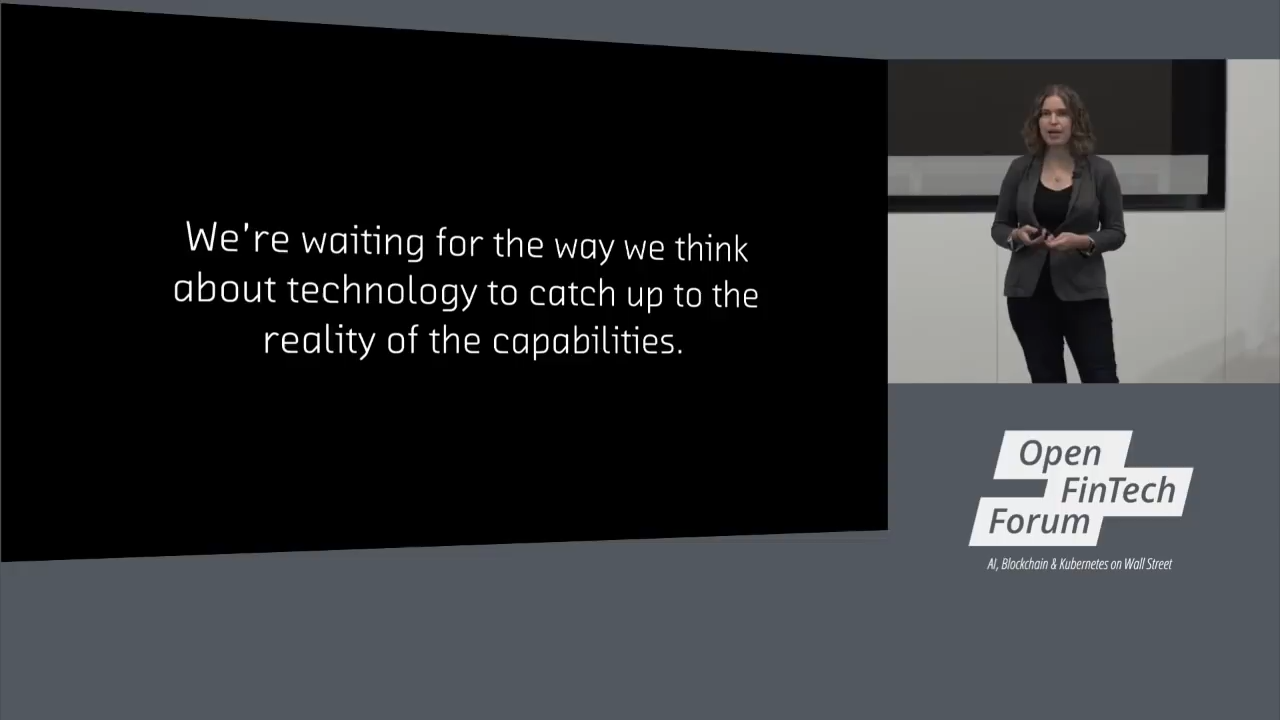 We're waiting for the way we think
about technology to catch up to the
reality of the capabilities.
Open
FinTech
Forum
AI, Blockchain & Kubernetes on Wall Street